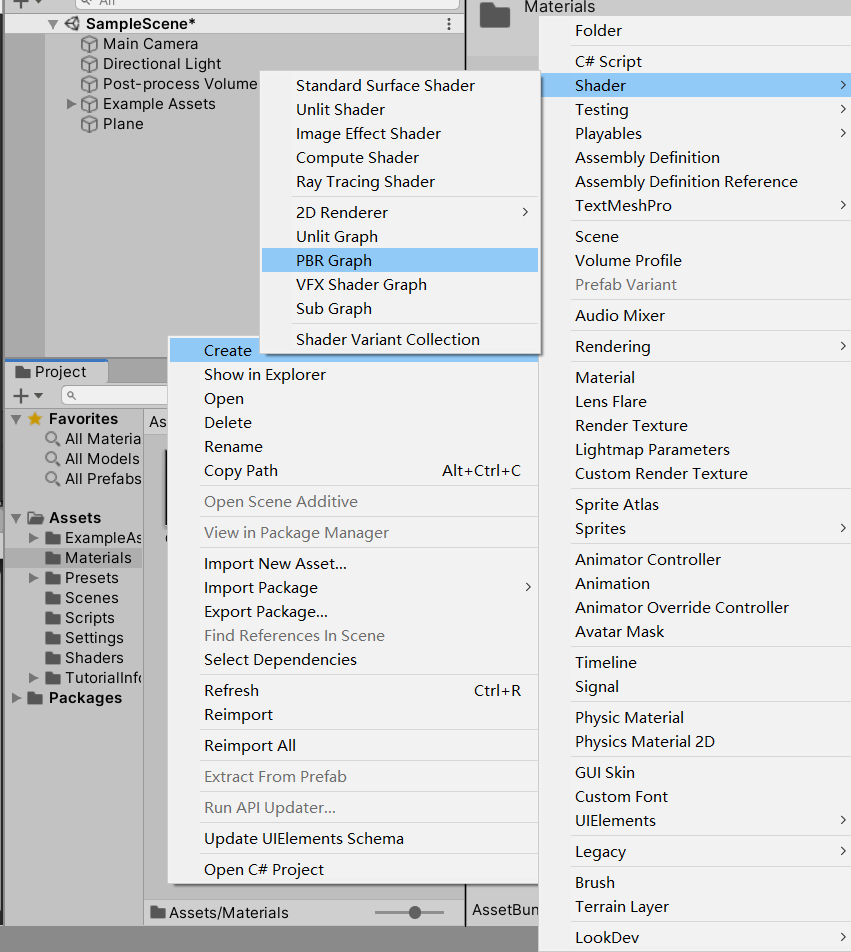 All
SampleScene*
Main Camera
Directional Light
Post-process Volume
Example Assets
Plane
Materials
Standard Surface Shader
Unlit Shader
Image Effect Shader
Compute Shader
Ray Tracing Shader
2D Renderer
Unlit Graph
PBR Graph
VFX Shader Graph
Sub Graph
Shader Variant Collection
Folder
C# Script
Shader
Testing
Playables
Assembly Definition
Assembly Definition Reference
TextMeshPro
Scene
Volume Profile
Prefab Variant
Audio Mixer
Rendering
Material
Lens Flare
Render Texture
Lightmap Parameters
Custom Render Texture
Sprite Atlas
Sprites
Animator Controller
Animation
Animator Override Controller
Avatar Mask
Timeline
Signal
Physic Material
Physics Material 2D
GUI Skin
Custom Font
UIElements
Legacy
Brush
Terrain Layer
LookDev
Create
Show in Explorer
Open
Delete
Rename
Copy Path Alt+Ctrl+C
Open Scene Additive
View in Package Manager
Import New Asset...
Import Package
Export Package...
Find References In Scene
Select Dependencies
Refresh Ctrl+R
Reimport
Reimport All
Extract From Prefab
Run API Updater...
Update UIElements Schema
Open C# Project
Project
Favorites
All Materia
All Models
All Prefabs
Assets
ExampleAs
Materials
Presets
Scenes
Scripts
Settings
Shaders
TutorialInfo
Packages
As
Assets/Materials
AssetBun